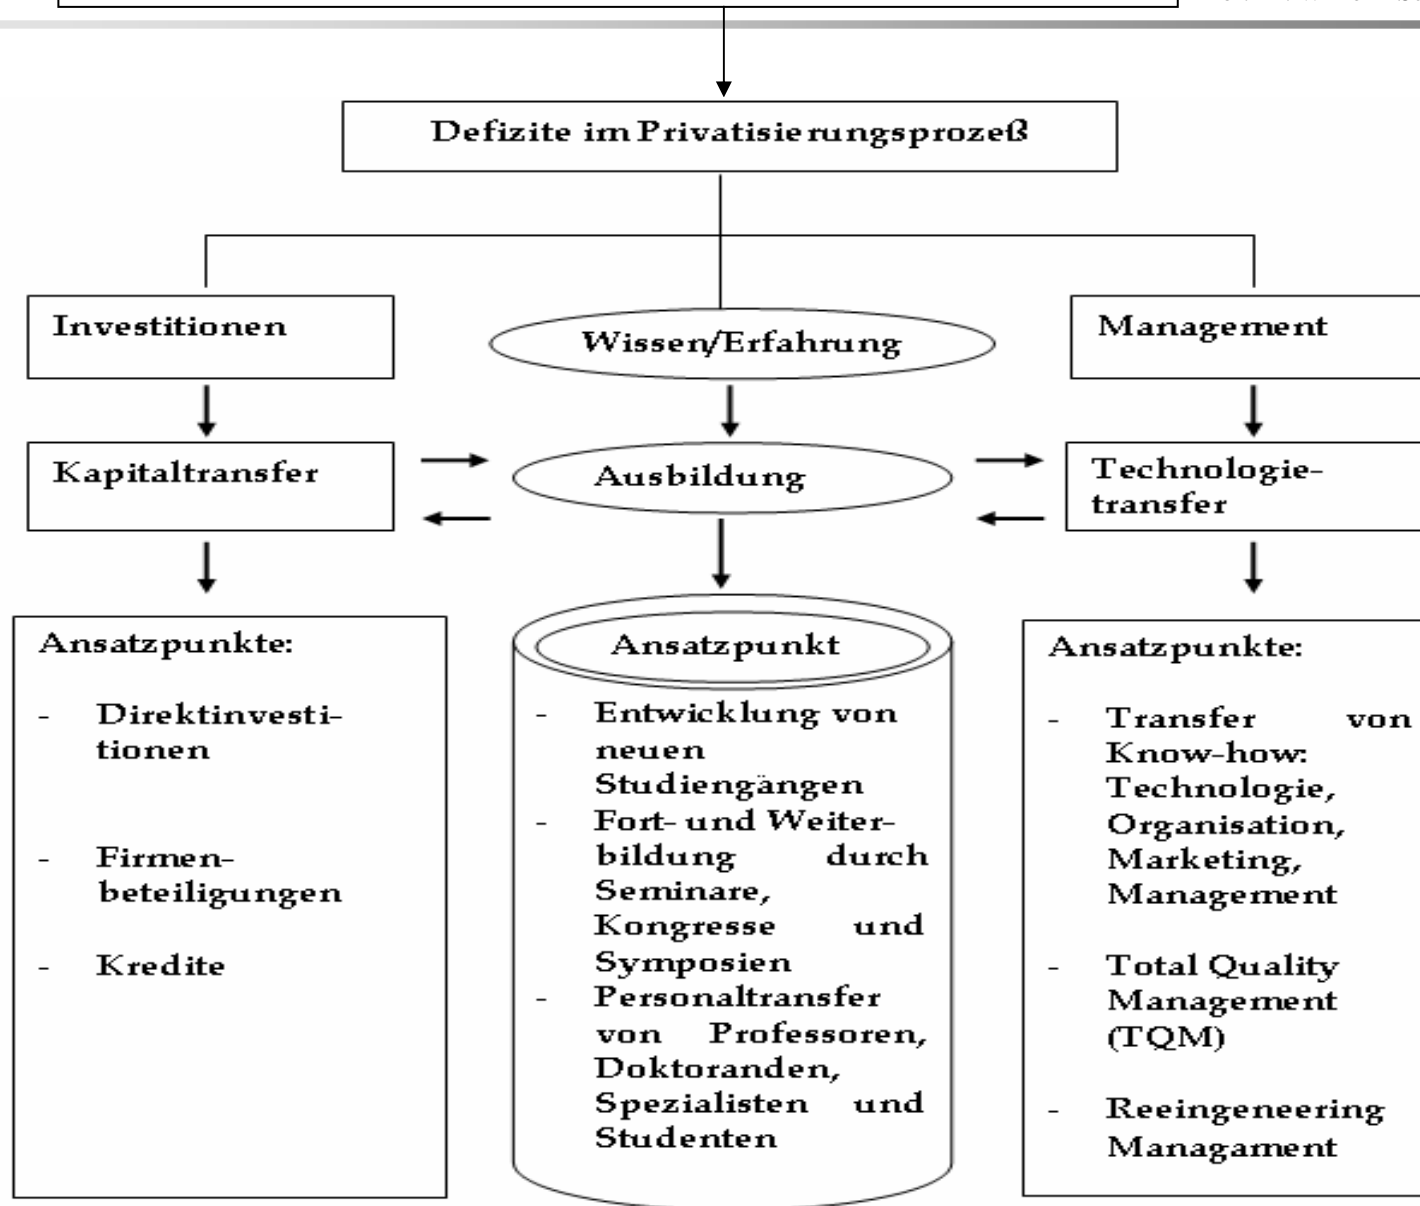 Defizite im Privatisierungsprozeß
Investitionen
Wissen/Erfahrung
Management
Kapitaltransfer
Ausbildung
Technologie-
transfer
Ansatzpunkte:
- Direktinvesti-
tionen
- Firmen-
beteiligungen
- Kredite
Ansatzpunkt
- Entwicklung von
neuen
Studiengängen
- Fort- und Weiter-
bildung durch
Seminare,
Kongresse und
Symposien
- Personaltransfer
von Professoren,
Doktoranden,
Spezialisten und
Studenten
Ansatzpunkte:
- Transfer von
Know-how:
Technologie,
Organisation,
Marketing,
Management
- Total Quality
Management
(TQM)
- Reeingeneering
Managament